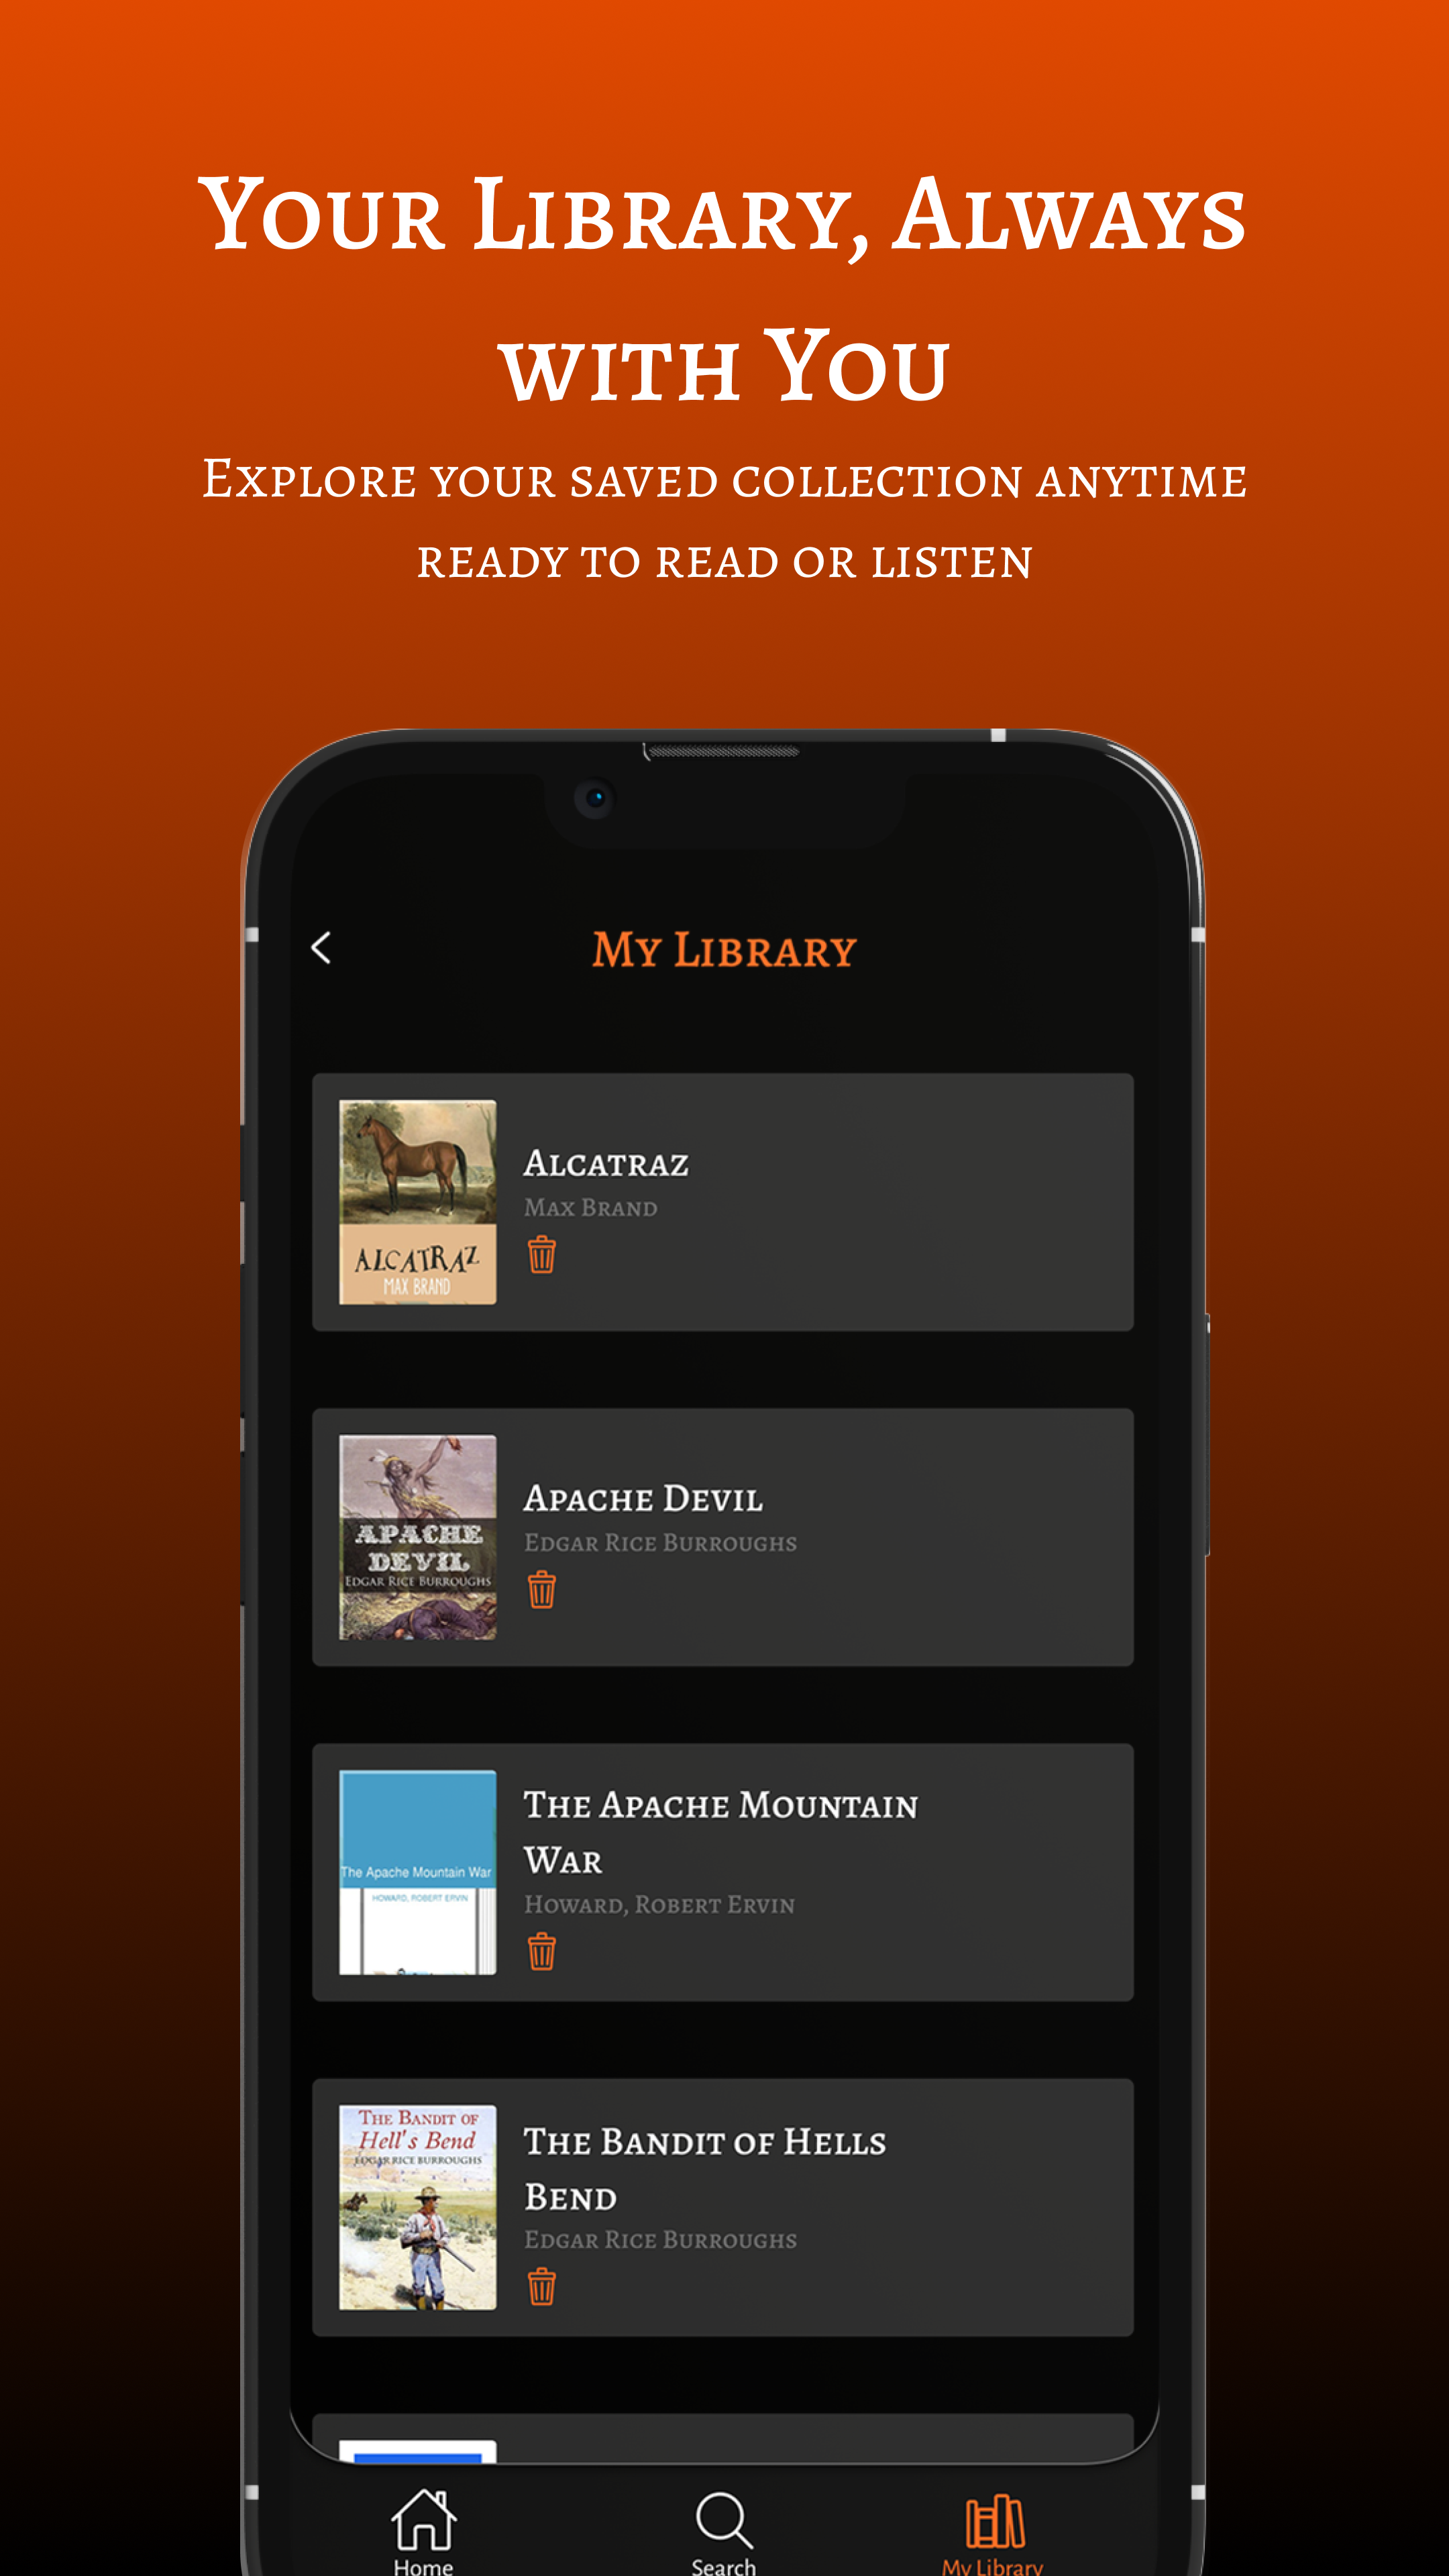 Your Library, Always
with You
Explore your saved collection anytime
ready to read or listen
My Library
ALCATRAZ
MAX BRAND
Alcatraz
Max Brand
APACHE
DEVIL
Edgar Rice Burroughs
Apache Devil
Edgar Rice Burroughs
The Apache Mountain War
HOWARD, ROBERT ERVIN
The Apache Mountain
War
Howard, Robert Ervin
The Bandit of
Hell's Bend
EDGAR RICE BURROUGHS
The Bandit of Hells
Bend
Edgar Rice Burroughs
Home
Search
My Library